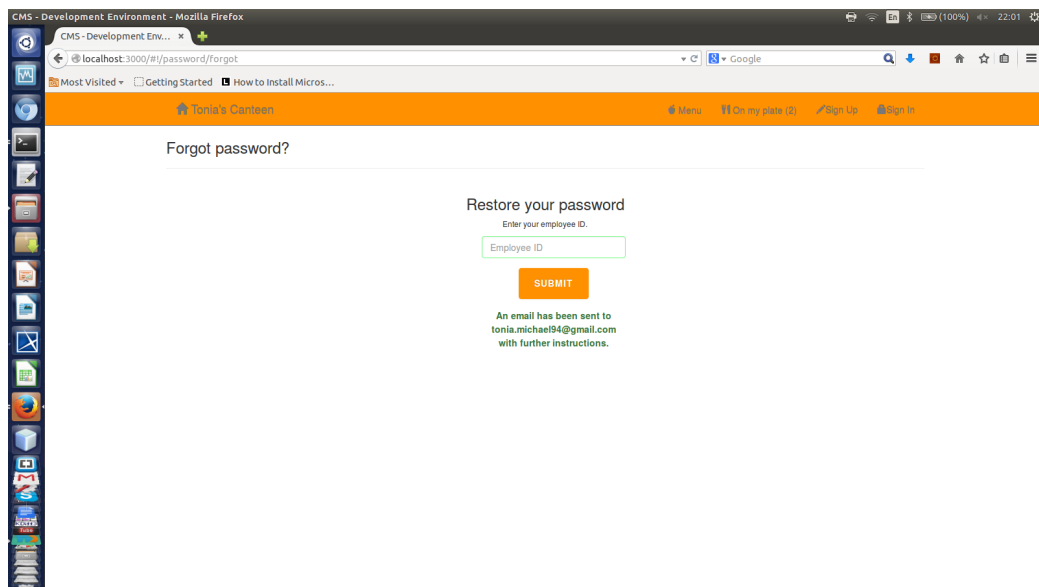 CMS - Development Environment - Mozilla Firefox
En
(100%)
22:01
CMS - Development Env...
localhost:3000/#!/password/forgot
Google
Most Visited
Getting Started
How to Install Micros...
Tonia's Canteen
Menu
On my plate (2)
Sign Up
Sign In
Forgot password?
Restore your password
Enter your employee ID.
Employee ID
SUBMIT
An email has been sent to
tonia.michael94@gmail.com
with further instructions.